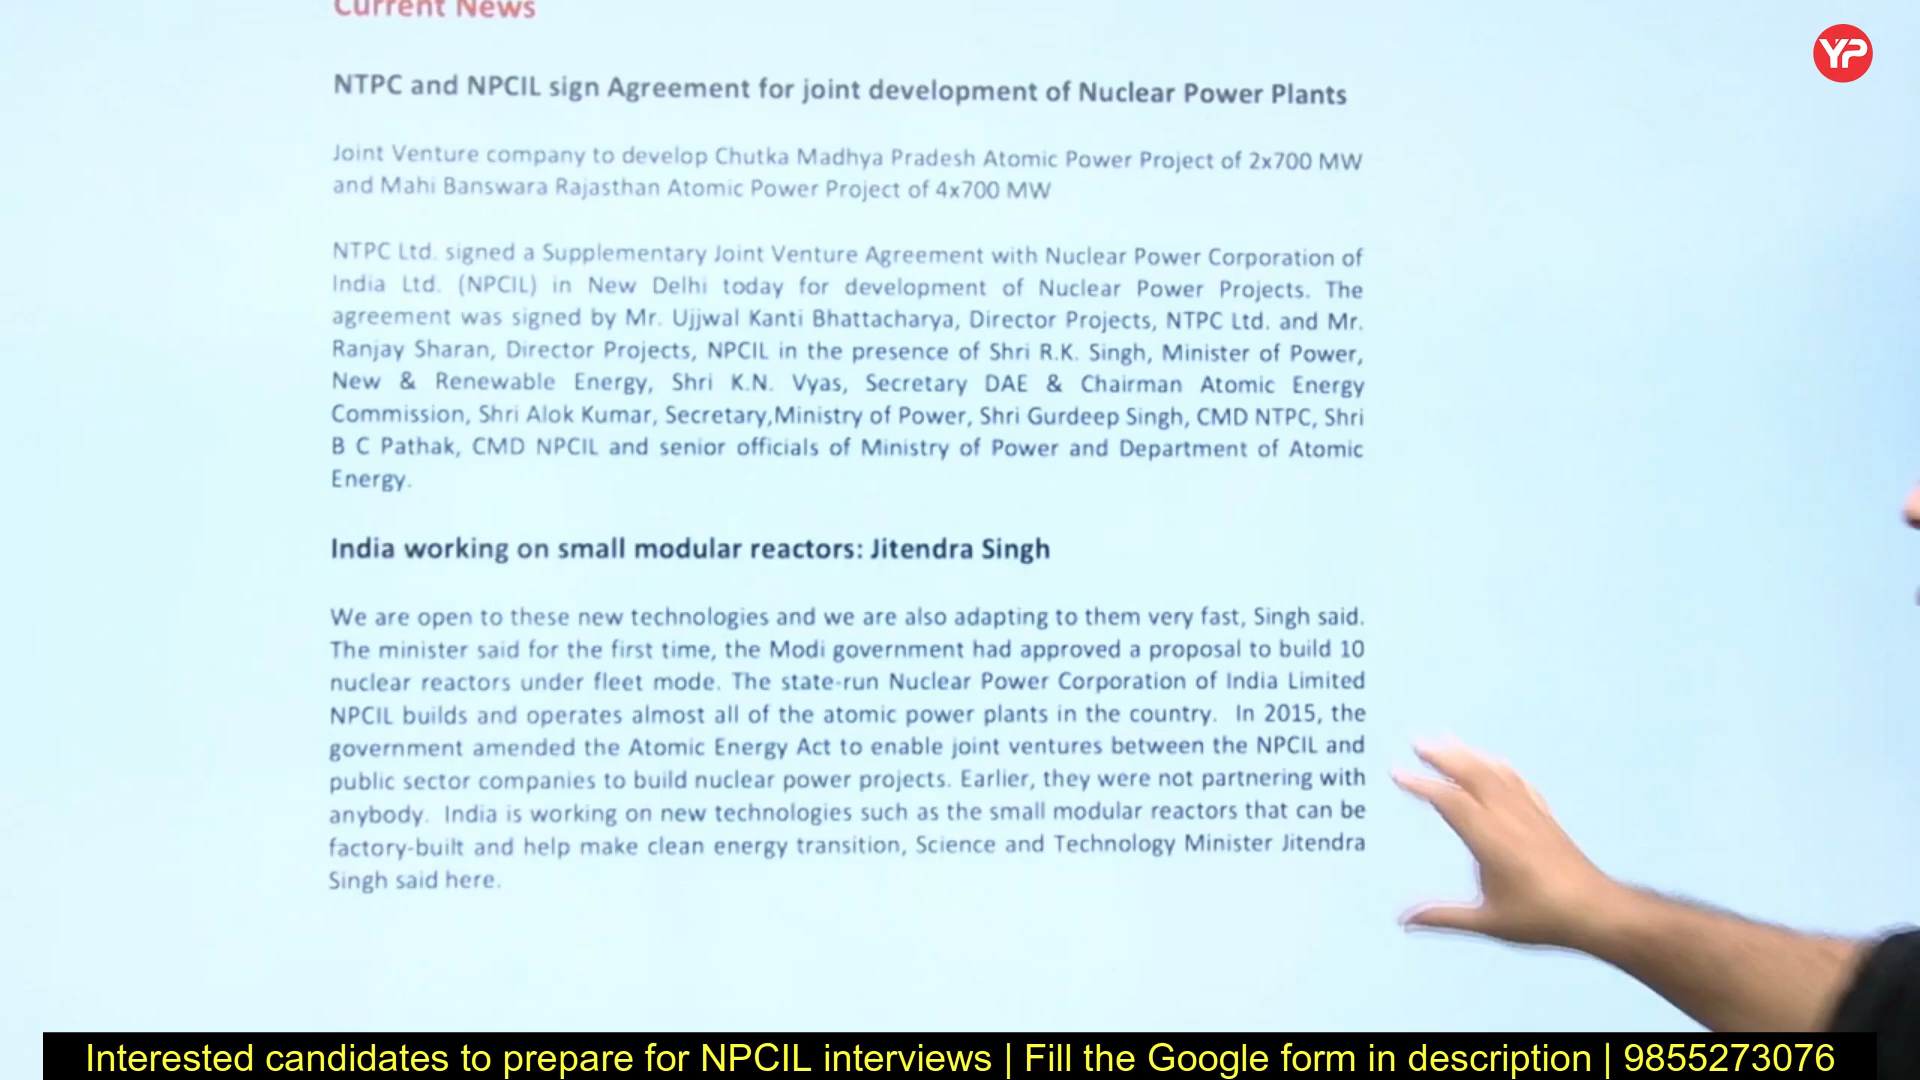 Current News
YP
NTPC and NPCIL sign Agreement for joint development of Nuclear Power Plants
Joint Venture company to develop Chutka Madhya Pradesh Atomic Power Project of 2x700 MW
and Mahi Banswara Rajasthan Atomic Power Project of 4x700 MW
NTPC Ltd. signed a Supplementary Joint Venture Agreement with Nuclear Power Corporation of
India Ltd. (NPCIL) in New Delhi today for development of Nuclear Power Projects. The
agreement was signed by Mr. Ujjwal Kanti Bhattacharya, Director Projects, NTPC Ltd. and Mr.
Ranjay Sharan, Director Projects, NPCIL in the presence of Shri R.K. Singh, Minister of Power,
New & Renewable Energy, Shri K.N. Vyas, Secretary DAE & Chairman Atomic Energy
Commission, Shri Alok Kumar, Secretary,Ministry of Power, Shri Gurdeep Singh, CMD NTPC, Shri
B C Pathak, CMD NPCIL and senior officials of Ministry of Power and Department of Atomic
Energy.
India working on small modular reactors: Jitendra Singh
We are open to these new technologies and we are also adapting to them very fast, Singh said.
The minister said for the first time, the Modi government had approved a proposal to build 10
nuclear reactors under fleet mode. The state-run Nuclear Power Corporation of India Limited
NPCIL builds and operates almost all of the atomic power plants in the country. In 2015, the
government amended the Atomic Energy Act to enable joint ventures between the NPCIL and
public sector companies to build nuclear power projects. Earlier, they were not partnering with
anybody. India is working on new technologies such as the small modular reactors that can be
factory-built and help make clean energy transition, Science and Technology Minister Jitendra
Singh said here.
Interested candidates to prepare for NPCIL interviews | Fill the Google form in description | 9855273076